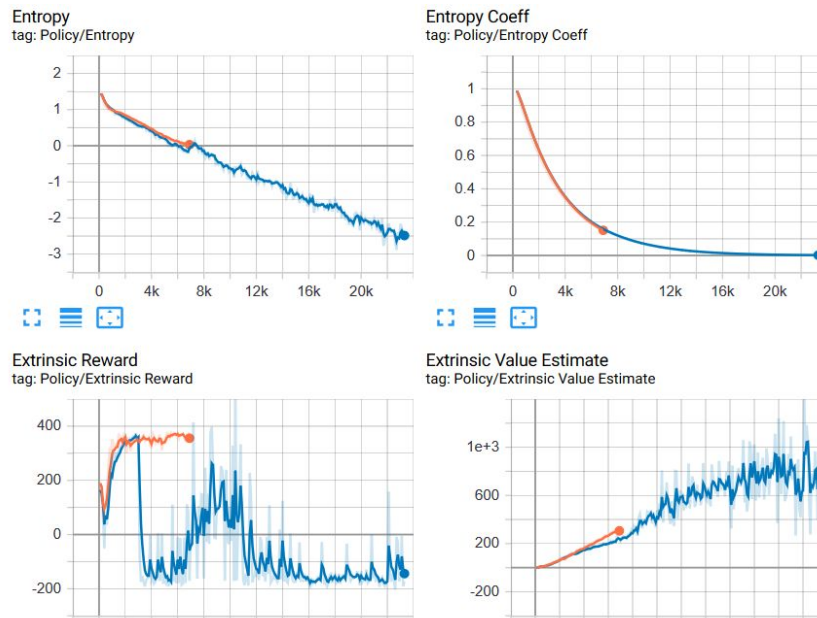 Entropy
tag: Policy/Entropy
2
1
0
-1
-2
-3
0 4k 8k 12k 16k 20k
Entropy Coeff
tag: Policy/Entropy Coeff
1
0.8
0.6
0.4
0.2
0
0 4k 8k 12k 16k 20k
Extrinsic Reward
tag: Policy/Extrinsic Reward
400
200
0
-200
Extrinsic Value Estimate
tag: Policy/Extrinsic Value Estimate
1e+3
600
200
-200